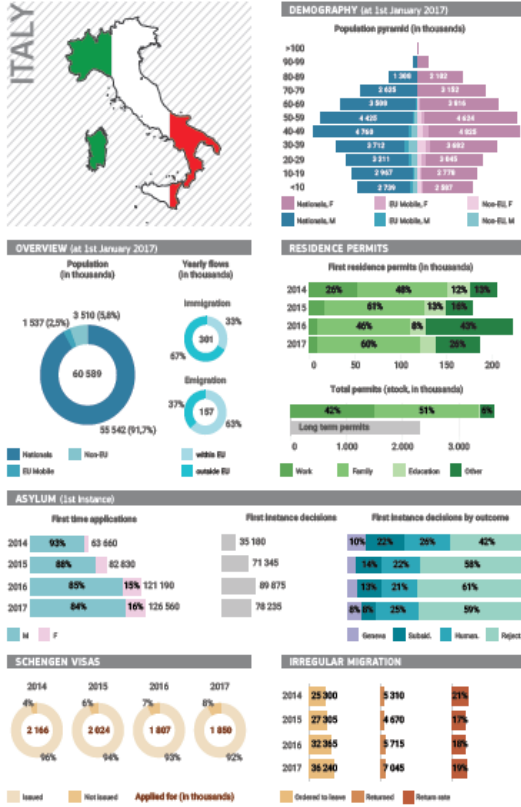 ITALY
DEMOGRAPHY (at 1st January 2017)
Population pyramid (in thousands)
>100
90-99
80-89 1 300 2 102
70-79 2 625 3 152
60-69 3 508 3 816
50-59 4 425 4 624
40-49 4 763 4 825
30-39 3 712 3 602
20-29 3 211 3 045
10-19 2 967 2 778
<10 2 739 2 587
Nationals, F EU Mobile, F Non-EU, F
Nationals, M EU Mobile, M Non-EU, M
OVERVIEW (at 1st January 2017)
Population
(in thousands)
3 510 (5,8%)
1 537 (2,5%)
60 589
55 542 (91,7%)
Nationals Non-EU
EU Mobile
Yearly flows
(in thousands)
Immigration
33%
301
67%
Emigration
37%
157
63%
within EU
outside EU
RESIDENCE PERMITS
First residence permits (in thousands)
2014 26% 48% 12% 13%
2015 61% 13% 16%
2016 46% 8% 43%
2017 60% 26%
0 50 100 150 200
Total permits (stock, in thousands)
42% 51% 6%
Long term permits
0 1.000 2.000 3.000
Work Family Education Other
ASYLUM (1st Instance)
First time applications
2014 93% 63 660
2015 88% 82 830
2016 85% 15% 121 190
2017 84% 16% 126 560
M F
First instance decisions
35 180
71 345
89 875
78 235
First instance decisions by outcome
10% 22% 26% 42%
14% 22% 58%
13% 21% 61%
8% 8% 25% 59%
Geneva Subsid. Human. Reject
SCHENGEN VISAS
2014 2015 2016 2017
4% 6% 7% 8%
2 166 2 024 1 807 1 850
96% 94% 93% 92%
Issued Not issued Applied for (in thousands)
IRREGULAR MIGRATION
2014 25 300 5 310 21%
2015 27 305 4 670 17%
2016 32 365 5 715 18%
2017 36 240 7 045 19%
Ordered to leave Returned Return rate